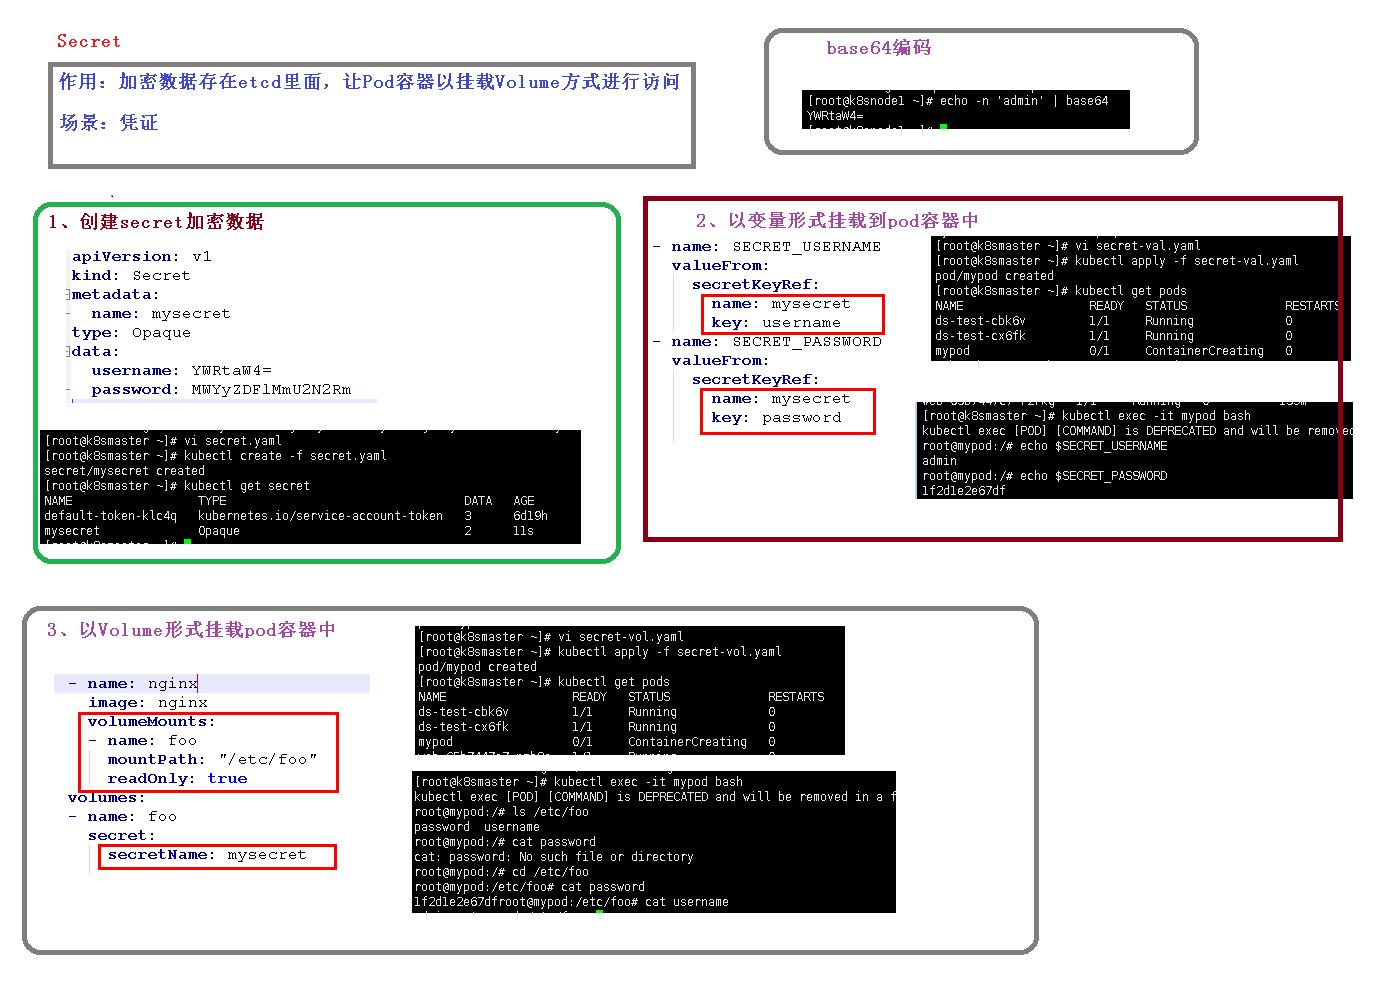 Secret
作用：加密数据存在etcd里面，让Pod容器以挂载Volume方式进行访问
场景：凭证
base64编码
[root@k8snode1 ~]# echo -n 'admin' | base64
YWRtaW4=
1、创建secret加密数据
apiVersion: v1
kind: Secret
metadata:
name: mysecret
type: Opaque
data:
username: YWRtaW4=
password: MWYyZDFlMmU2N2Rm
[root@k8smaster ~]# vi secret.yaml
[root@k8smaster ~]# kubectl create -f secret.yaml
secret/mysecret created
[root@k8smaster ~]# kubectl get secret
NAME TYPE DATA AGE
default-token-klc4q kubernetes.io/service-account-token 3 6d19h
mysecret Opaque 2 11s
2、以变量形式挂载到pod容器中
- name: SECRET_USERNAME
valueFrom:
secretKeyRef:
name: mysecret
key: username
- name: SECRET_PASSWORD
valueFrom:
secretKeyRef:
name: mysecret
key: password
[root@k8smaster ~]# vi secret-val.yaml
[root@k8smaster ~]# kubectl apply -f secret-val.yaml
pod/mypod created
[root@k8smaster ~]# kubectl get pods
NAME READY STATUS RESTARTS
ds-test-cbk6v 1/1 Running 0
ds-test-cx6fk 1/1 Running 0
mypod 0/1 ContainerCreating 0
[root@k8smaster ~]# kubectl exec -it mypod bash
kubectl exec [POD] [COMMAND] is DEPRECATED and will be removed
root@mypod:/# echo $SECRET_USERNAME
admin
root@mypod:/# echo $SECRET_PASSWORD
1f2d1e2e67df
3、以Volume形式挂载pod容器中
- name: nginx
image: nginx
volumeMounts:
- name: foo
mountPath: "/etc/foo"
readOnly: true
volumes:
- name: foo
secret:
secretName: mysecret
[root@k8smaster ~]# vi secret-vol.yaml
[root@k8smaster ~]# kubectl apply -f secret-vol.yaml
pod/mypod created
[root@k8smaster ~]# kubectl get pods
NAME READY STATUS RESTARTS
ds-test-cbk6v 1/1 Running 0
ds-test-cx6fk 1/1 Running 0
mypod 0/1 ContainerCreating 0
[root@k8smaster ~]# kubectl exec -it mypod bash
kubectl exec [POD] [COMMAND] is DEPRECATED and will be removed in a f
root@mypod:/# ls /etc/foo
password username
root@mypod:/# cat password
cat: password: No such file or directory
root@mypod:/# cd /etc/foo
root@mypod:/etc/foo# cat password
1f2d1e2e67dfroot@mypod:/etc/foo# cat username